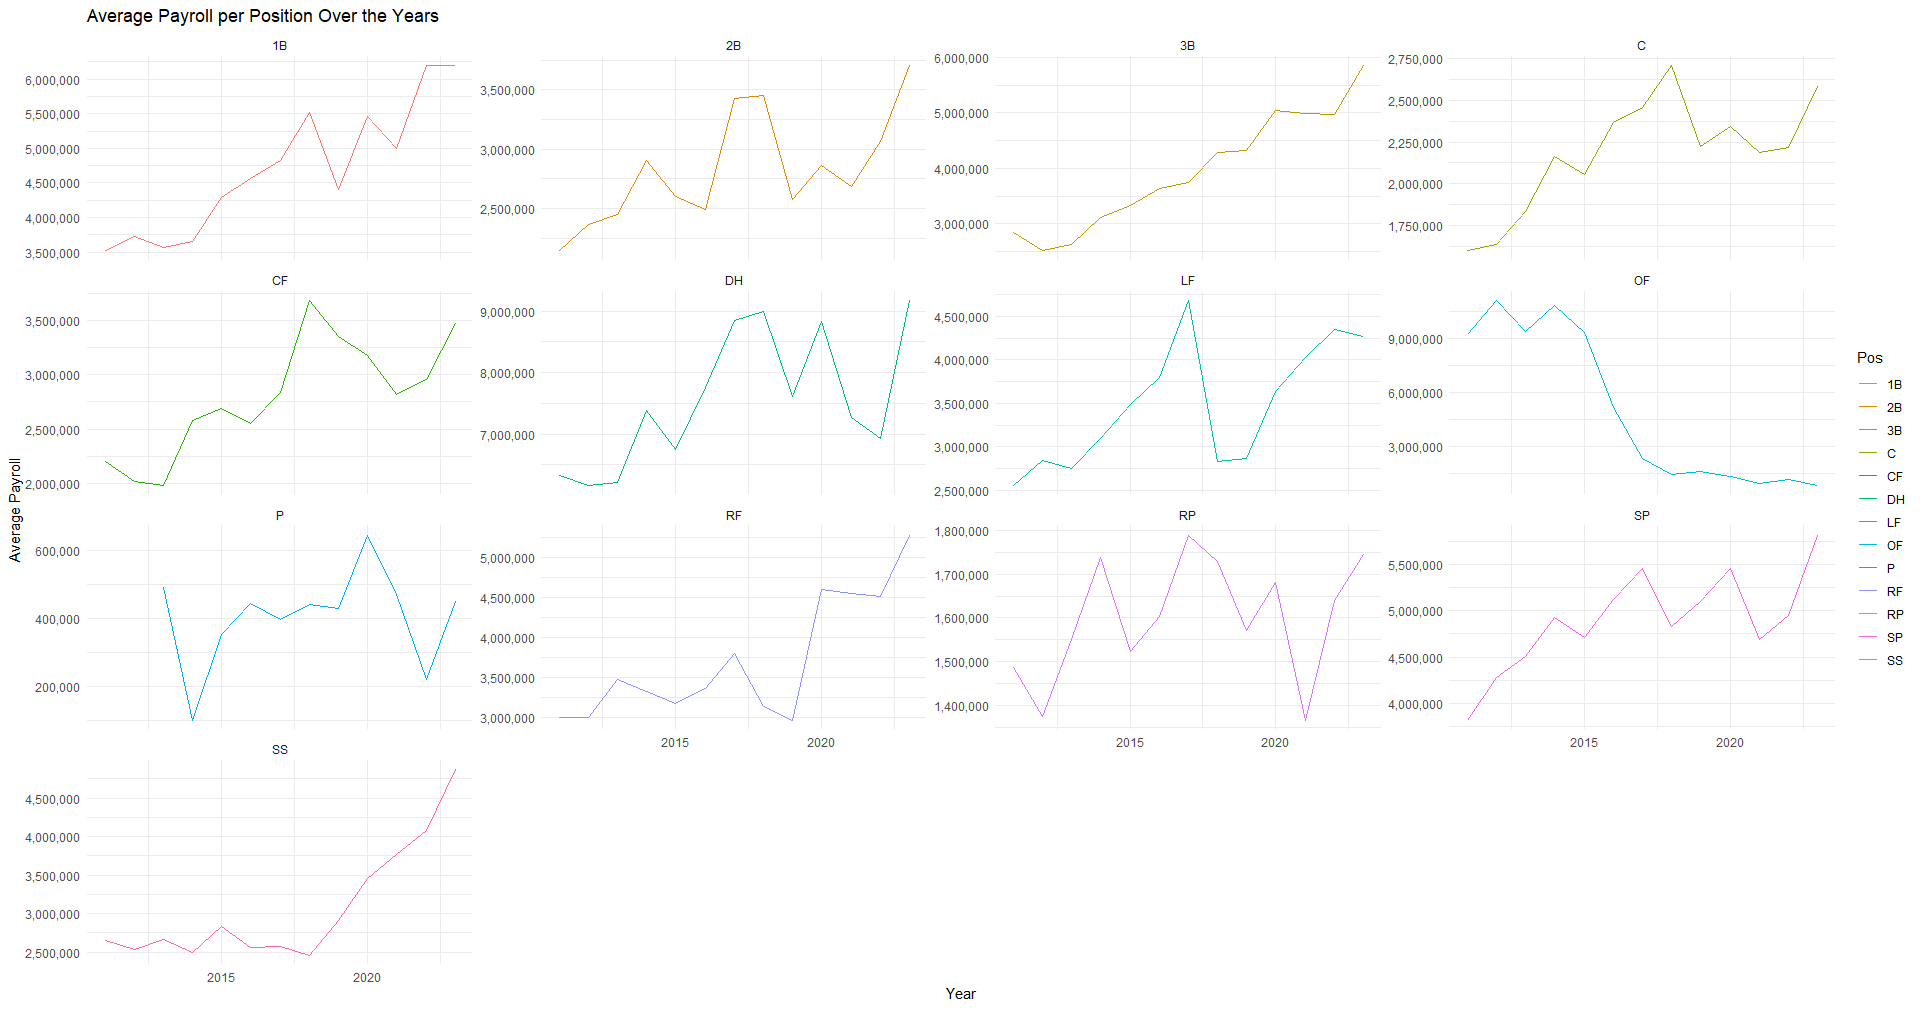 Average Payroll per Position Over the Years
1B
2B
3B
C
6,000,000
5,500,000
5,000,000
4,500,000
4,000,000
3,500,000
3,500,000
3,000,000
2,500,000
6,000,000
5,000,000
4,000,000
3,000,000
2,750,000
2,500,000
2,250,000
2,000,000
1,750,000
CF
DH
LF
OF
3,500,000
3,000,000
2,500,000
2,000,000
9,000,000
8,000,000
7,000,000
4,500,000
4,000,000
3,500,000
3,000,000
2,500,000
9,000,000
6,000,000
3,000,000
P
RF
RP
SP
600,000
400,000
200,000
5,000,000
4,500,000
4,000,000
3,500,000
3,000,000
1,800,000
1,700,000
1,600,000
1,500,000
1,400,000
5,500,000
5,000,000
4,500,000
4,000,000
2015
2020
2015
2020
2015
2020
SS
4,500,000
4,000,000
3,500,000
3,000,000
2,500,000
2015
2020
Average Payroll
Year
Pos
1B
2B
3B
C
CF
DH
LF
OF
P
RF
RP
SP
SS